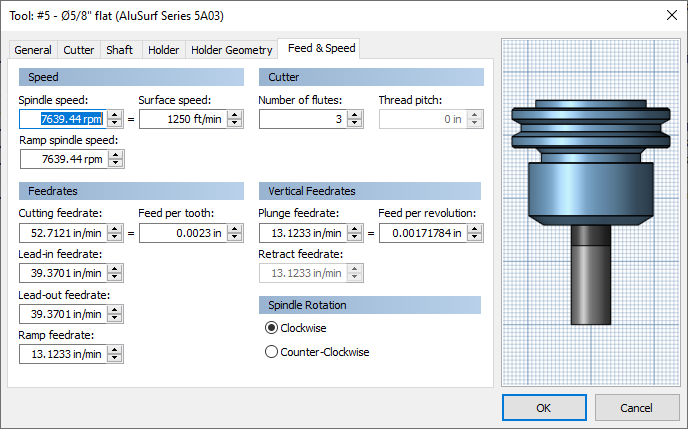 Tool: #5 - Ø5/8" flat (AluSurf Series 5A03)
General Cutter Shaft Holder Holder Geometry Feed & Speed
Speed
Spindle speed: Surface speed:
7639.44 rpm = 1250 ft/min
Ramp spindle speed:
7639.44 rpm
Cutter
Number of flutes: Thread pitch:
3 0 in
Feedrates
Cutting feedrate: Feed per tooth:
52.7121 in/min = 0.0023 in
Lead-in feedrate:
39.3701 in/min
Lead-out feedrate:
39.3701 in/min
Ramp feedrate:
13.1233 in/min
Vertical Feedrates
Plunge feedrate: Feed per revolution:
13.1233 in/min = 0.00171784 in
Retract feedrate:
13.1233 in/min
Spindle Rotation
Clockwise
Counter-Clockwise
OK Cancel